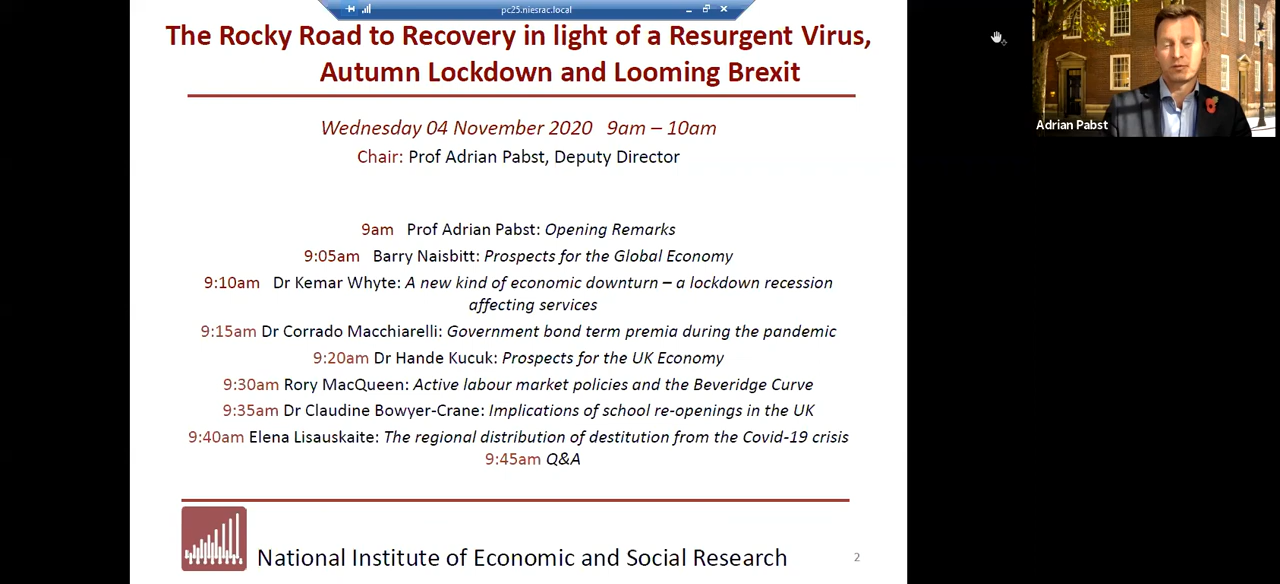 pc25.niesrac.local
The Rocky Road to Recovery in light of a Resurgent Virus,
Autumn Lockdown and Looming Brexit
Wednesday 04 November 2020 9am – 10am
Chair: Prof Adrian Pabst, Deputy Director
9am Prof Adrian Pabst: Opening Remarks
9:05am Barry Naisbitt: Prospects for the Global Economy
9:10am Dr Kemar Whyte: A new kind of economic downturn – a lockdown recession
affecting services
9:15am Dr Corrado Macchiarelli: Government bond term premia during the pandemic
9:20am Dr Hande Kucuk: Prospects for the UK Economy
9:30am Rory MacQueen: Active labour market policies and the Beveridge Curve
9:35am Dr Claudine Bowyer-Crane: Implications of school re-openings in the UK
9:40am Elena Lisauskaite: The regional distribution of destitution from the Covid-19 crisis
9:45am Q&A
National Institute of Economic and Social Research
2
Adrian Pabst